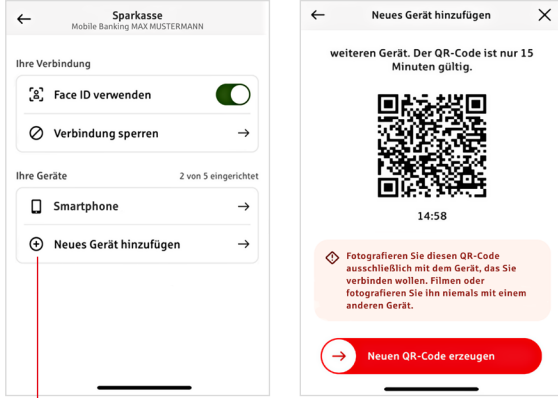 Sparkasse
Mobile Banking MAX MUSTERMANN
Ihre Verbindung
Face ID verwenden
Verbindung sperren
Ihre Geräte 2 von 5 eingerichtet
Smartphone
Neues Gerät hinzufügen
Neues Gerät hinzufügen
weiteren Gerät. Der QR-Code ist nur 15
Minuten gültig.
14:58
Fotografieren Sie diesen QR-Code
ausschließlich mit dem Gerät, das Sie
verbinden wollen. Filmen oder
fotografieren Sie ihn niemals mit einem
anderen Gerät.
Neuen QR-Code erzeugen